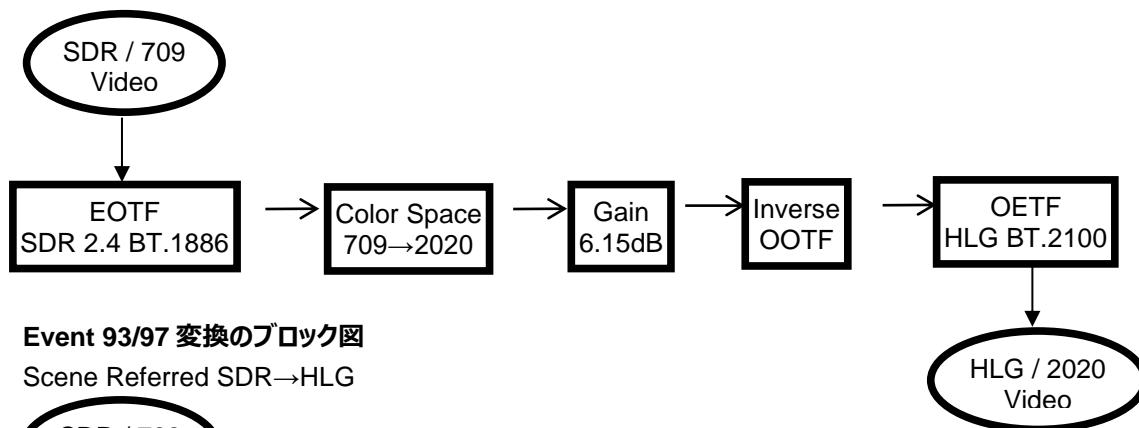 SDR / 709
Video
EOTF
SDR 2.4 BT.1886
Color Space
709→2020
Gain
6.15dB
Inverse
OOTF
OETF
HLG BT.2100
Event 93/97 変換のブロック図
Scene Referred SDR→HLG
HLG / 2020
Video